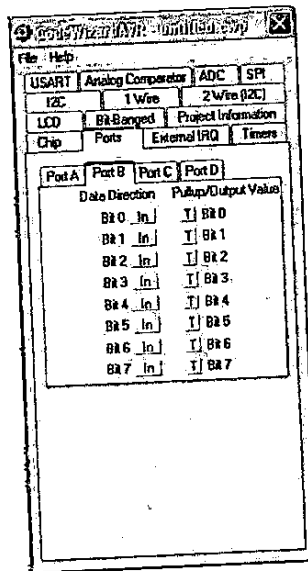 CodeWizardAVR - untitled.cwp
File Help
USART Analog Comparator ADC SPI
I2C 1 Wire 2 Wire (I2C)
LCD Bit-Banged Project Information
Chip Ports External IRQ Timers
Port A Port B Port C Port D
Data Direction Pullup/Output Value
Bit 0 In T Bit 0
Bit 1 In T Bit 1
Bit 2 In T Bit 2
Bit 3 In T Bit 3
Bit 4 In T Bit 4
Bit 5 In T Bit 5
Bit 6 In T Bit 6
Bit 7 In T Bit 7